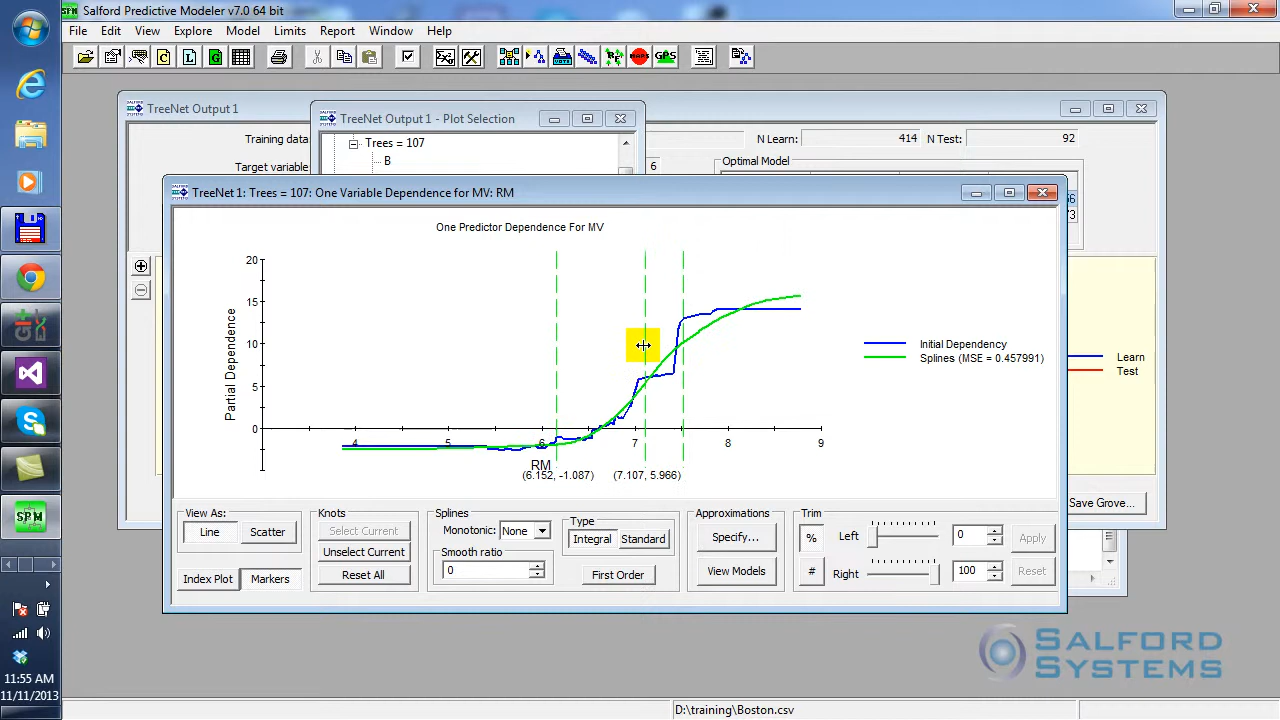 Salford Predictive Modeler v7.0 64 bit
File Edit View Explore Model Limits Report Window Help
TreeNet Output 1
TreeNet Output 1 - Plot Selection
Training data
Trees = 107
N Learn: 414 N Test: 92
Target variable
B
6
Optimal Model
TreeNet 1: Trees = 107: One Variable Dependence for MV: RM
One Predictor Dependence For MV
Partial Dependence
20
15
10
5
0
4 5 6 7 8 9
RM
(6.152, -1.087) (7.107, 5.966)
Initial Dependency
Splines (MSE = 0.457991)
Learn
Test
View As:
Line Scatter
Index Plot Markers
Knots
Select Current
Unselect Current
Reset All
Splines
Monotonic: None
Smooth ratio
0
Type
Integral Standard
First Order
Approximations
Specify...
View Models
Trim
% Left 0 Apply
# Right 100 Reset
Save Grove...
SALFORD
SYSTEMS
SPM
11:55 AM
11/11/2013
D:\training\Boston.csv